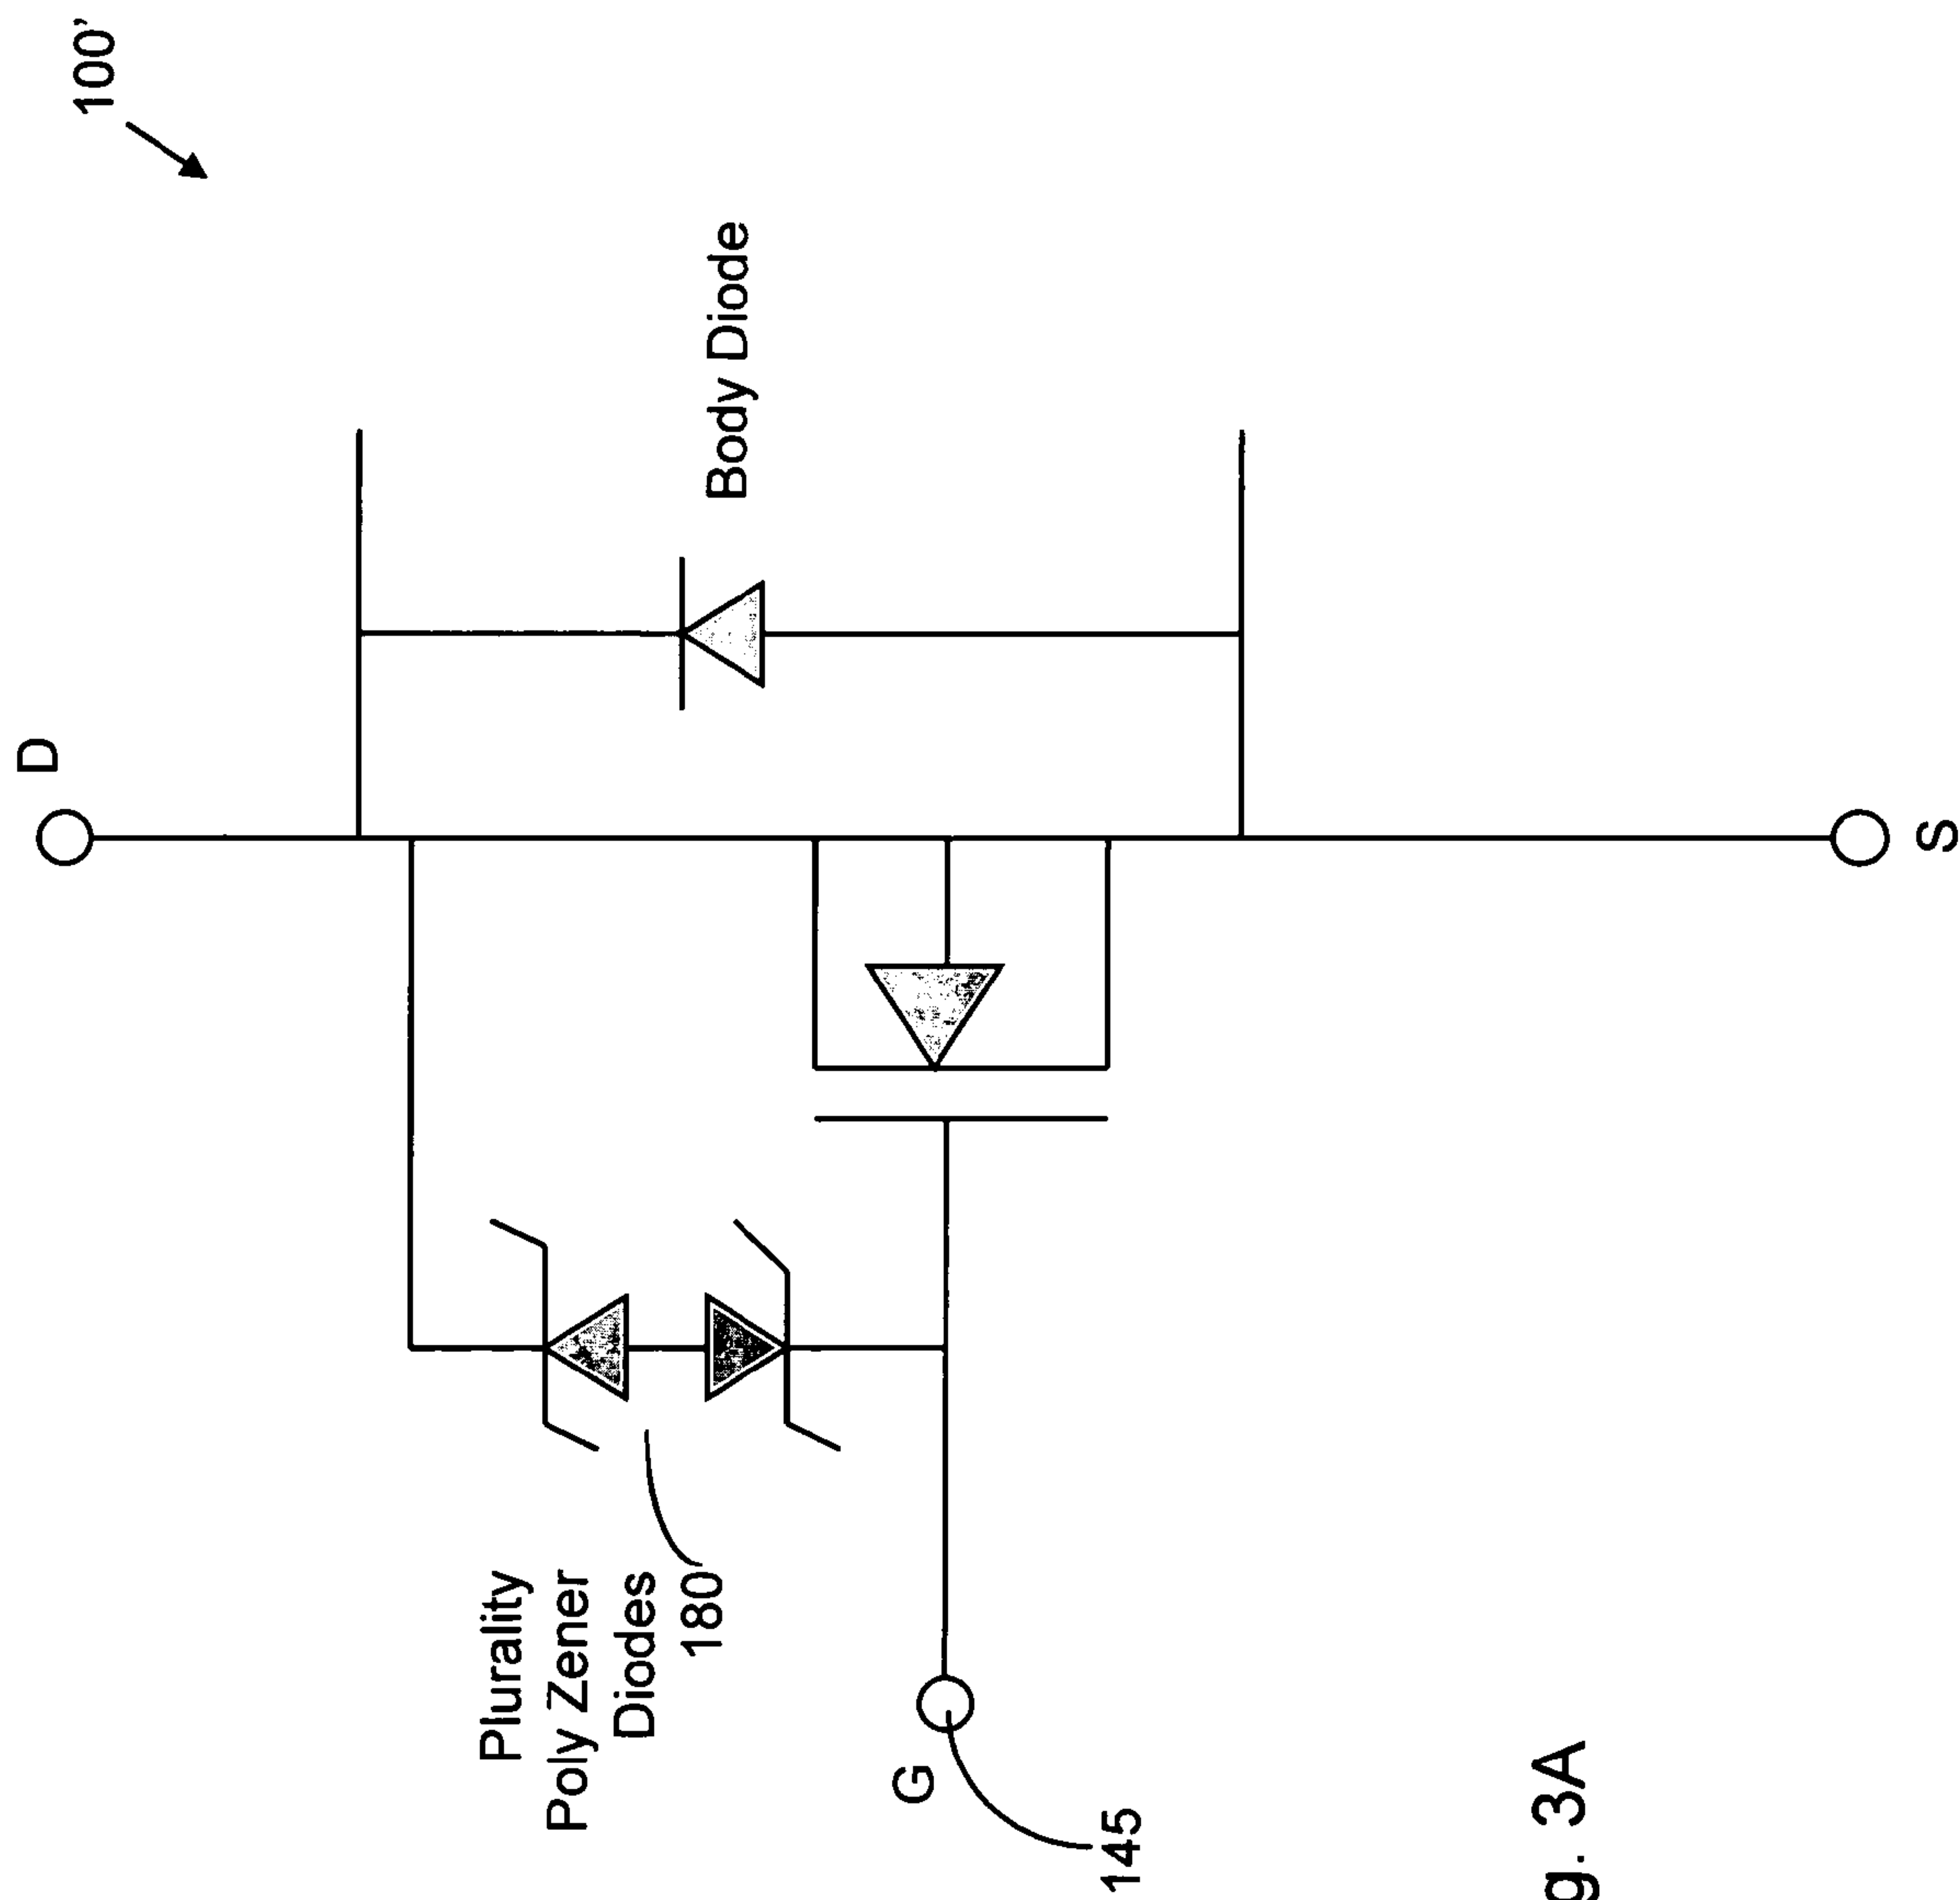 100'
D
Body Diode
Plurality
Poly Zener
Diodes
180'
G
145
S
g. 3A